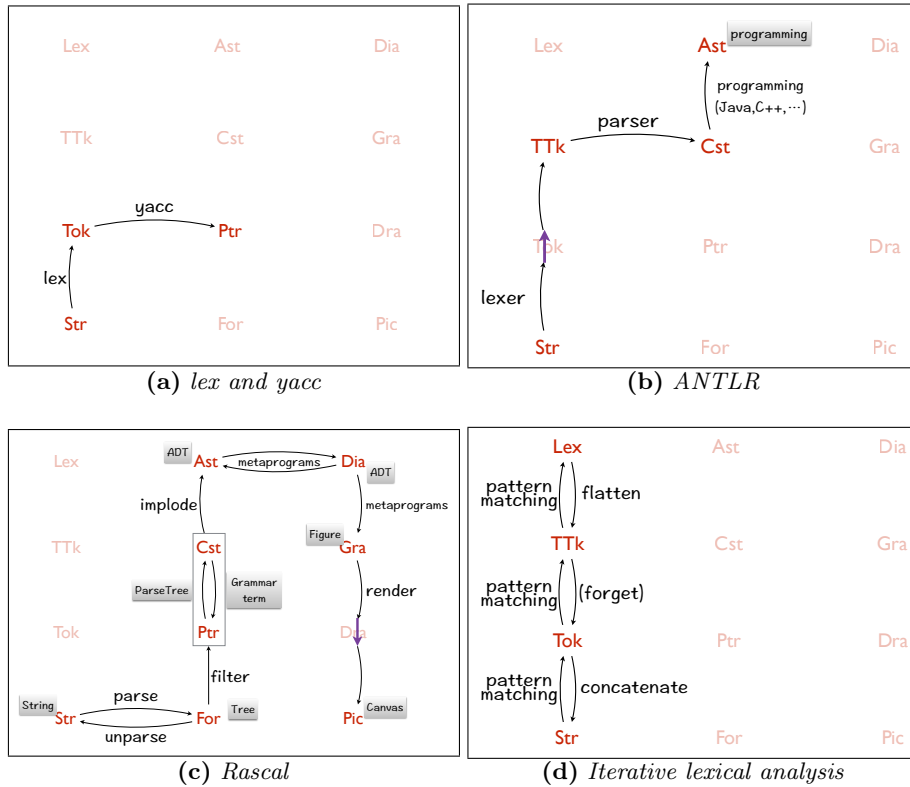 Lex Ast Dia
TTk Cst Gra
yacc
Tok Ptr Dra
lex
Str For Pic
(a) lex and yacc
Lex Ast programming Dia
programming
(Java,C++,…)
parser
TTk Cst Gra
Tok Ptr Dra
lexer
Str For Pic
(b) ANTLR
ADT
Lex Ast metaprograms Dia
ADT
implode metaprograms
Figure
TTk Cst Gra
ParseTree Grammar
term
render
Tok Ptr Dra
filter
String parse Tree Canvas
Str For Pic
unparse
(c) Rascal
Lex Ast Dia
pattern
matching flatten
TTk Cst Gra
pattern
matching (forget)
Tok Ptr Dra
pattern
matching concatenate
Str For Pic
(d) Iterative lexical analysis